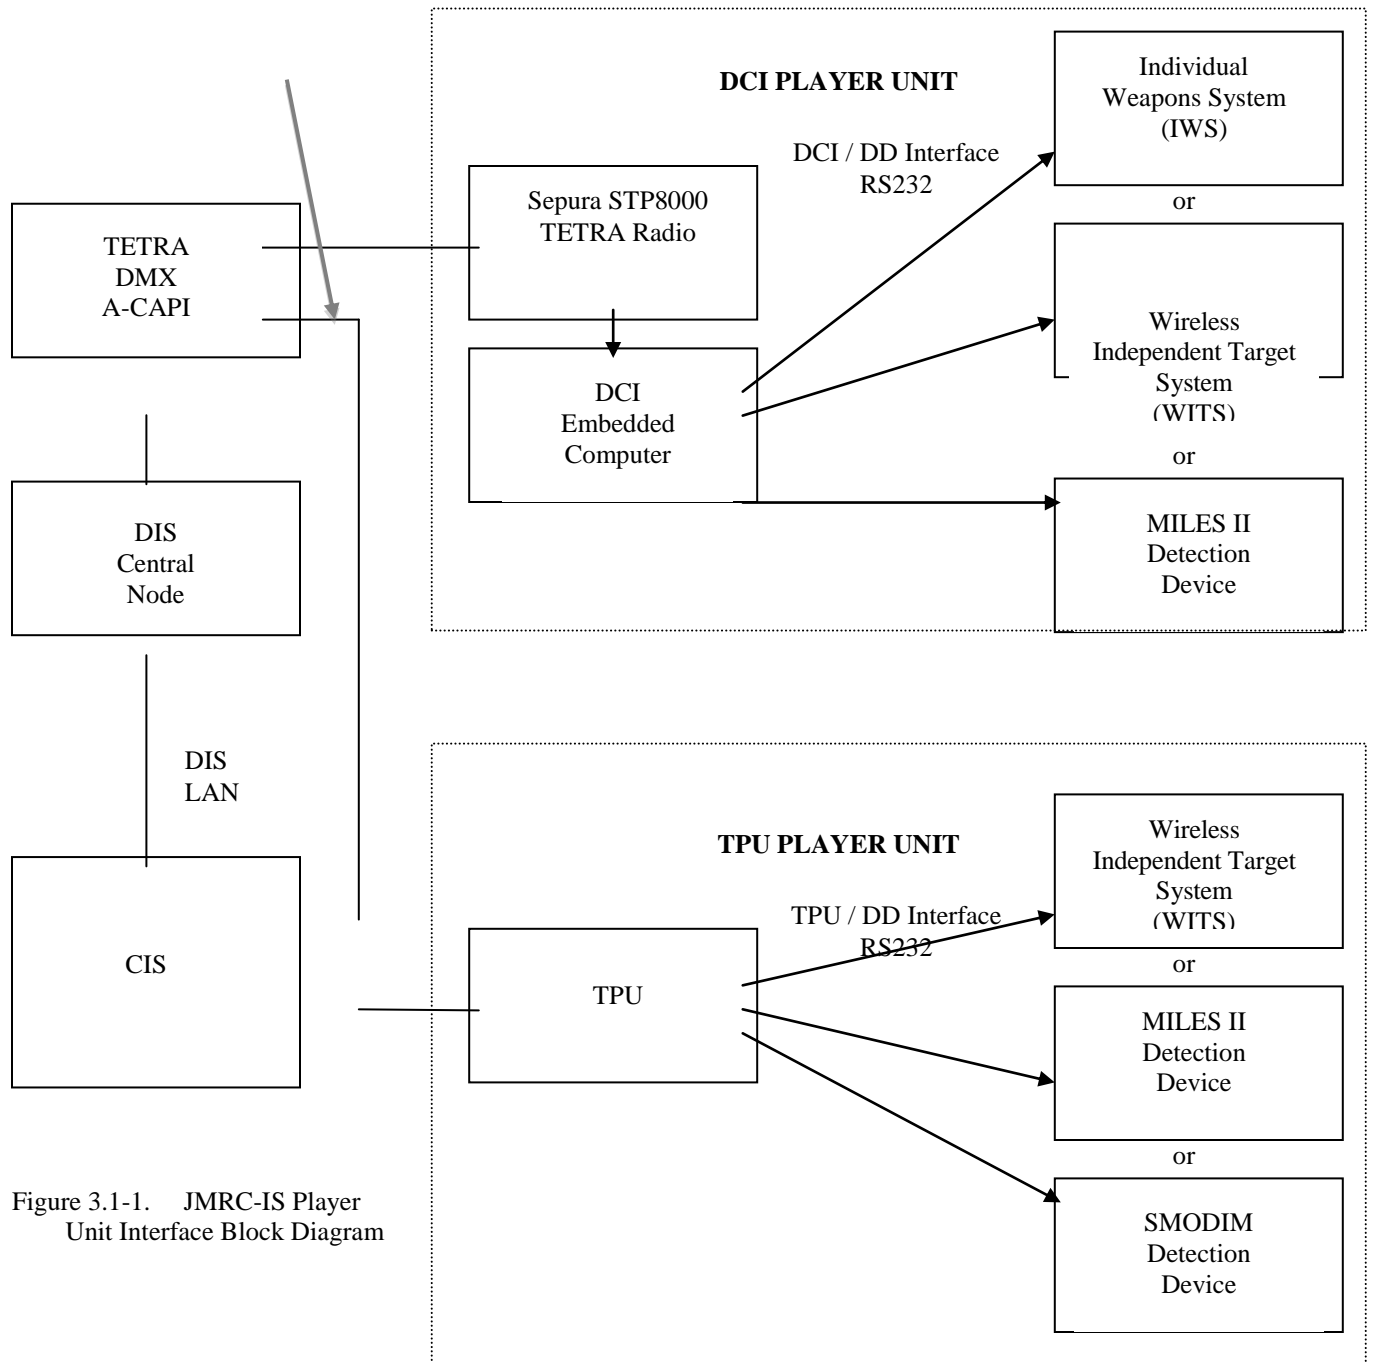 DCI PLAYER UNIT
Individual
Weapons System
(IWS)
DCI / DD Interface
RS232
or
Sepura STP8000
TETRA Radio
TETRA
DMX
A-CAPI
Wireless
Independent Target
System
(WITS)
DCI
Embedded
Computer
or
DIS
Central
Node
MILES II
Detection
Device
DIS
LAN
TPU PLAYER UNIT
Wireless
Independent Target
System
(WITS)
TPU / DD Interface
RS232
or
CIS
TPU
MILES II
Detection
Device
or
SMODIM
Detection
Device
Figure 3.1-1. JMRC-IS Player
Unit Interface Block Diagram